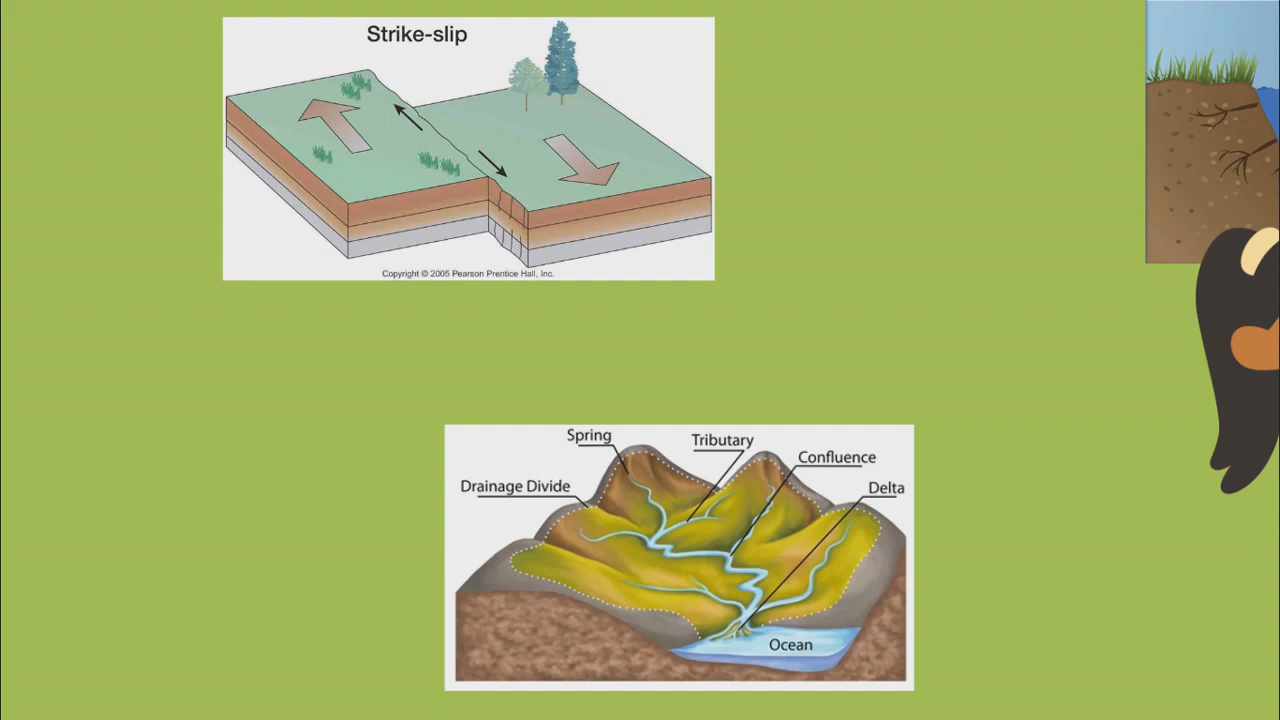 Strike-slip
Copyright © 2005 Pearson Prentice Hall, Inc.
Spring
Tributary
Confluence
Drainage Divide
Delta
Ocean